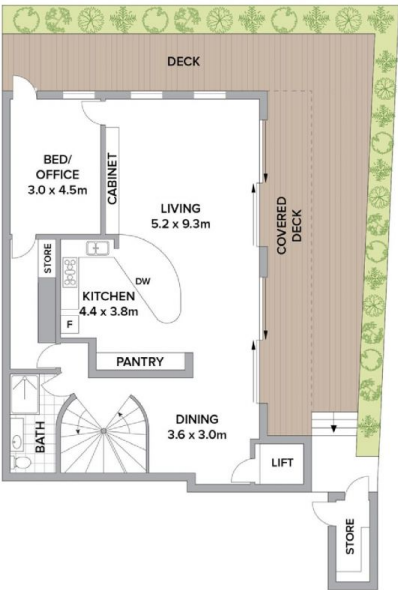 DECK
BED/
OFFICE
3.0 x 4.5m
CABINET
LIVING
5.2 x 9.3m
COVERED
DECK
STORE
DW
KITCHEN
4.4 x 3.8m
F
PANTRY
DINING
3.6 x 3.0m
BATH
LIFT
STORE